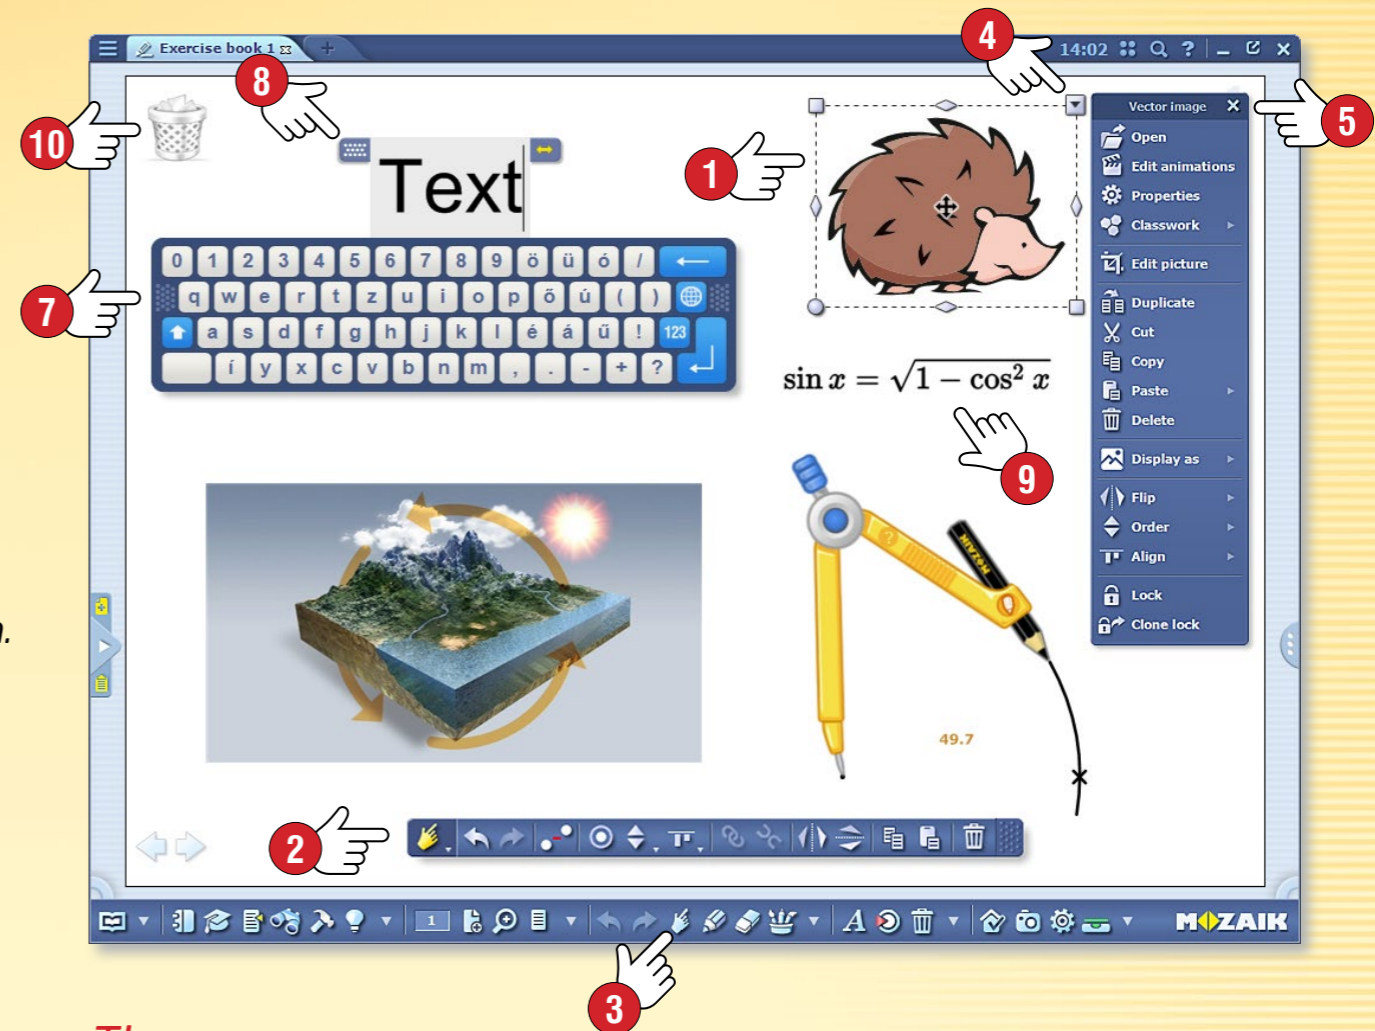 Exercise book 1
14:02
4
8
10
Text
1
Vector image
5
Open
Edit animations
Properties
Classwork
Edit picture
Duplicate
Cut
Copy
Paste
Delete
Display as
Flip
Order
Align
Lock
Clone lock
0 1 2 3 4 5 6 7 8 9 ö ü ó /
q w e r t z u i o p ő ú ( )
a s d f g h j k l é á ű ! 123
í y x c v b n m , . - + ?
7
sin x = √(1 − cos² x)
9
MOZAIK
49.7
2
1
MOZAIK
3